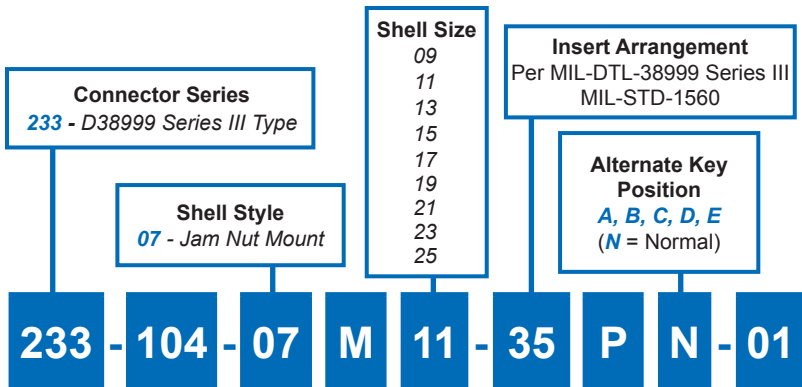 Connector Series
233 - D38999 Series III Type
Shell Style
07 - Jam Nut Mount
Shell Size
09
11
13
15
17
19
21
23
25
Insert Arrangement
Per MIL-DTL-38999 Series III
MIL-STD-1560
Alternate Key
Position
A, B, C, D, E
(N = Normal)
233 - 104 - 07 M 11 - 35 P N - 01